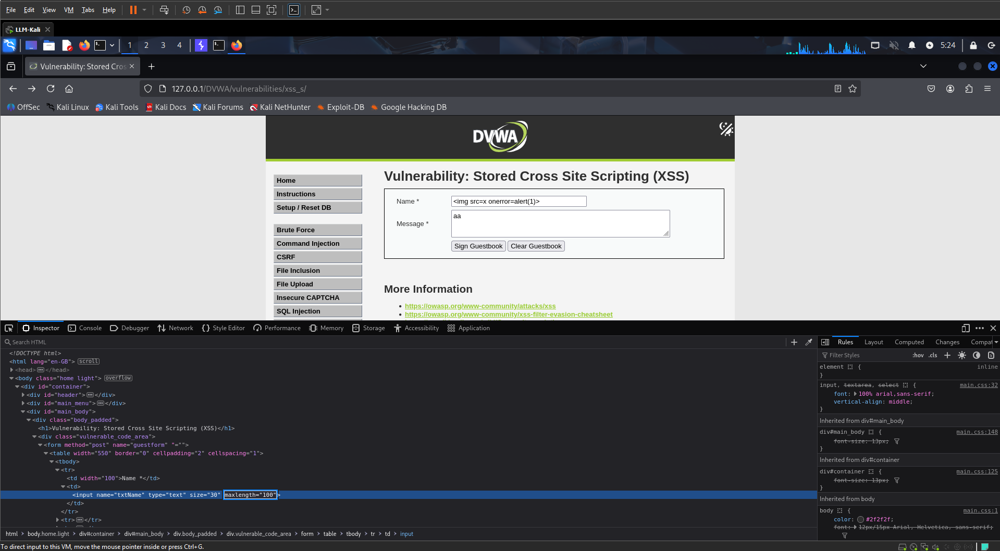 File Edit View VM Tabs Help
LLM-Kali
1 2 3 4 5:24
Vulnerability: Stored Cros
127.0.0.1/DVWA/vulnerabilities/xss_s/
OffSec Kali Linux Kali Tools Kali Docs Kali Forums Kali NetHunter Exploit-DB Google Hacking DB
DVWA
Home
Instructions
Setup / Reset DB
Brute Force
Command Injection
CSRF
File Inclusion
File Upload
Insecure CAPTCHA
SQL Injection
Vulnerability: Stored Cross Site Scripting (XSS)
Name * <img src=x onerror=alert(1)>
Message * aa
Sign Guestbook Clear Guestbook
More Information
https://owasp.org/www-community/attacks/xss
https://owasp.org/www-community/xss-filter-evasion-cheatsheet
Inspector Console Debugger Network Style Editor Performance Memory Storage Accessibility Application
Search HTML
<!DOCTYPE html>
<html lang="en-GB"> scroll
<head> </head>
<body class="home light"> overflow
<div id="container">
<div id="header"> </div>
<div id="main_menu"> </div>
<div id="main_body">
<div class="body_padded">
<h1>Vulnerability: Stored Cross Site Scripting (XSS)</h1>
<div class="vulnerable_code_area">
<form method="post" name="guestform" "="">
<table width="550" border="0" cellpadding="2" cellspacing="1">
<tbody>
<tr>
<td width="100">Name *</td>
<td>
<input name="txtName" type="text" size="30" maxlength="100">
</td>
</tr>
<tr> </tr>
html body.home.light div#container div#main_body div.body_padded div.vulnerable_code_area form table tbody tr td input
Rules Layout Computed Changes Compat
Filter Styles :hov .cls
element { inline
}
input, textarea, select { main.css:32
font: 100% arial,sans-serif;
vertical-align: middle;
}
Inherited from div#main_body
div#main_body { main.css:148
font-size: 13px;
}
Inherited from div#container
div#container { main.css:125
font-size: 13px;
}
Inherited from body
body { main.css:1
color: #2f2f2f;
font: 12px/15px Arial, Helvetica, sans-serif;
To direct input to this VM, move the mouse pointer inside or press Ctrl+G.